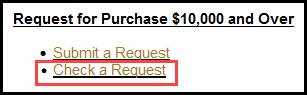 Request for Purchase $10,000 and Over
Submit a Request
Check a Request